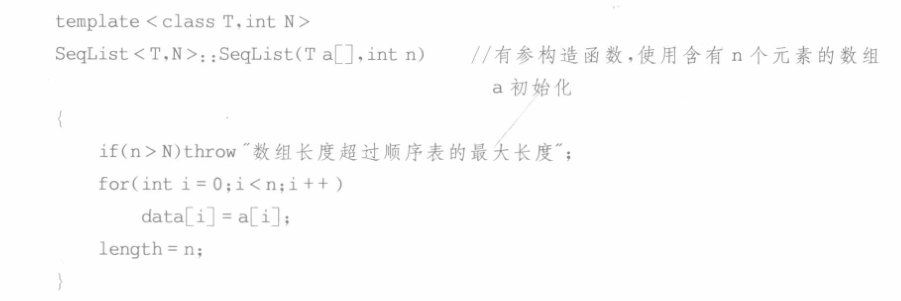 template<class T,int N>
SeqList<T,N>::SeqList(T a[],int n) //有参构造函数,使用含有n个元素的数组
a初始化
{
if(n>N)throw"数组长度超过顺序表的最大长度";
for(int i=0;i<n;i++)
data[i]=a[i];
length=n;
}